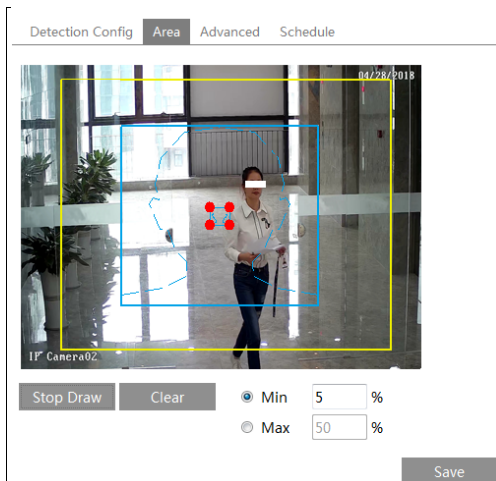 Detection Config Area Advanced Schedule
04/28/2018
IP Camera02
Stop Draw Clear Min 5 %
Max 50 %
Save